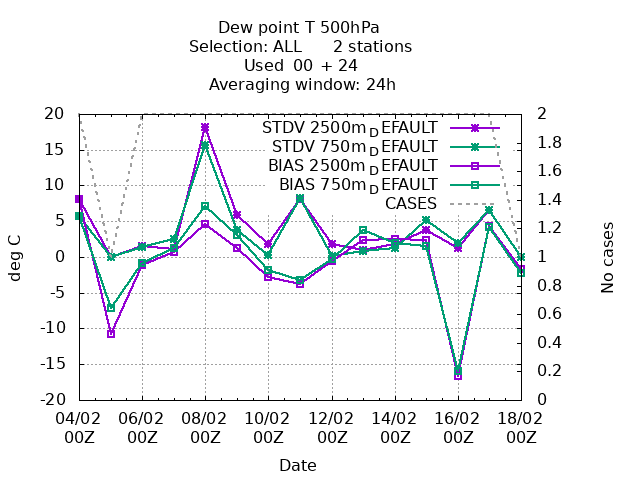 Dew point T 500hPa
Selection: ALL 2 stations
Used 00 + 24
Averaging window: 24h
20 2
STDV 2500m_DEFAULT
15 1.8
STDV 750m_DEFAULT
BIAS 2500m_DEFAULT
10 1.6
BIAS 750m_DEFAULT
CASES
5 1.4
1.2
0 1
-5 0.8
-10 0.6
0.4
-15 0.2
-20 0
deg C
No cases
04/02 06/02 08/02 10/02 12/02 14/02 16/02 18/02
00Z 00Z 00Z 00Z 00Z 00Z 00Z 00Z
Date